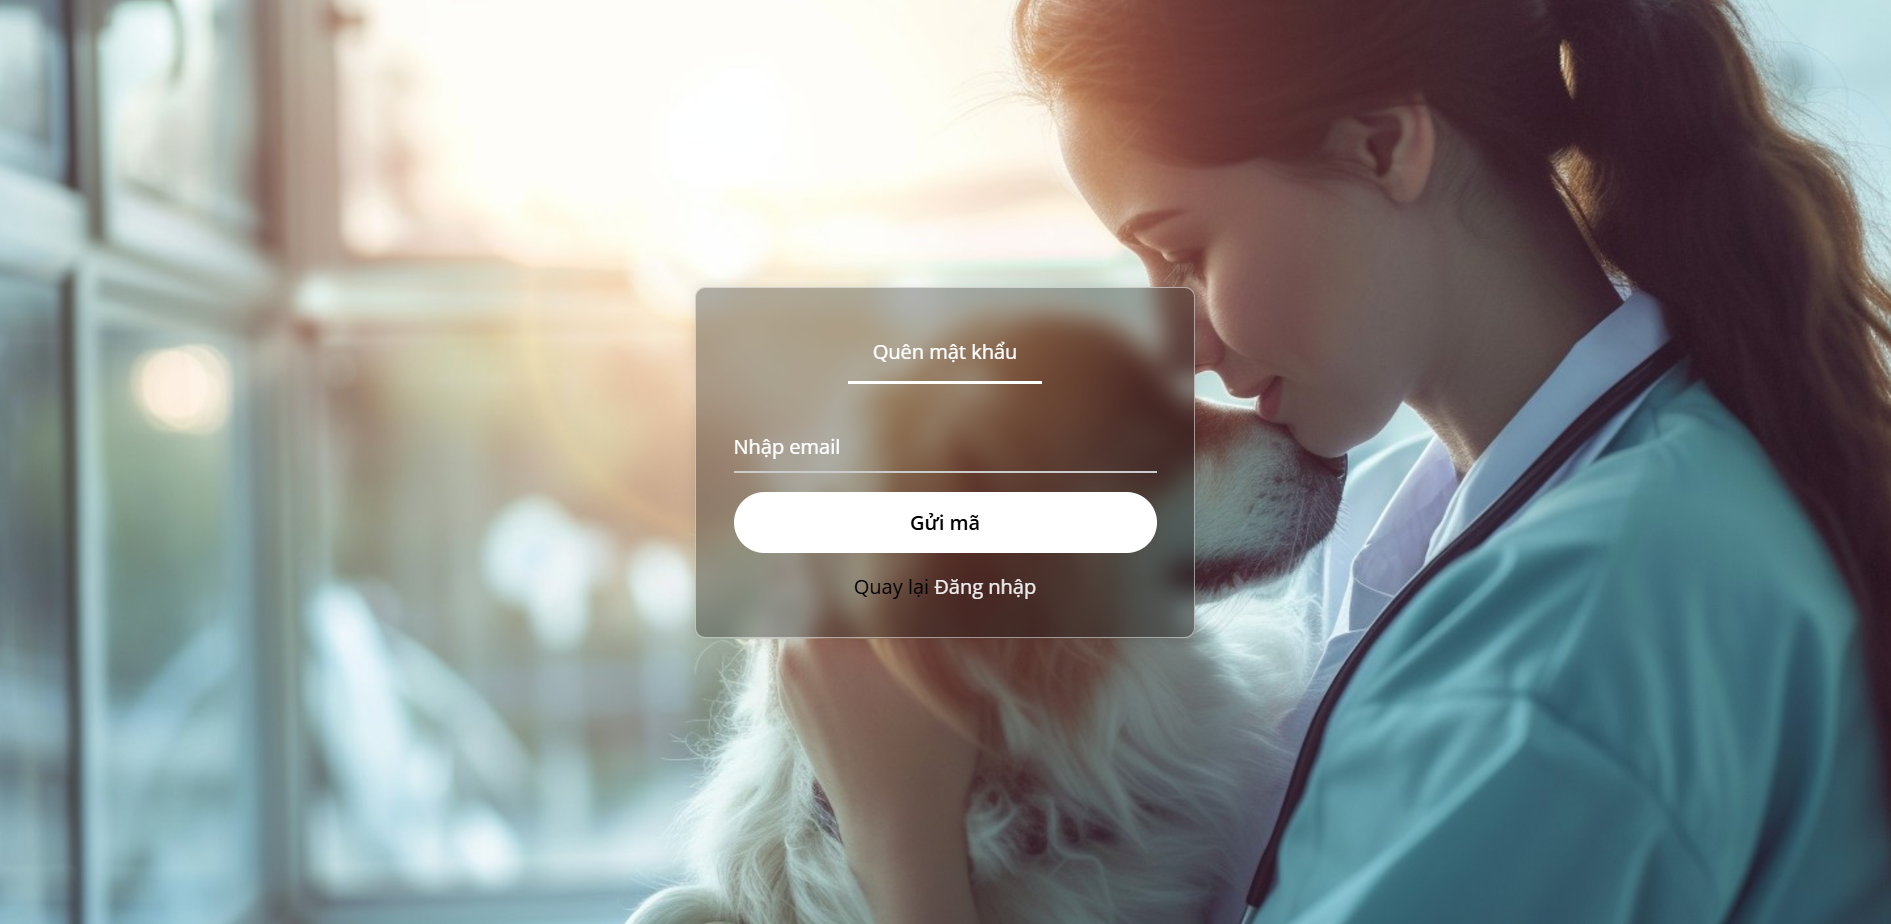 Quên mật khẩu
Nhập email
Gửi mã
Quay lại Đăng nhập